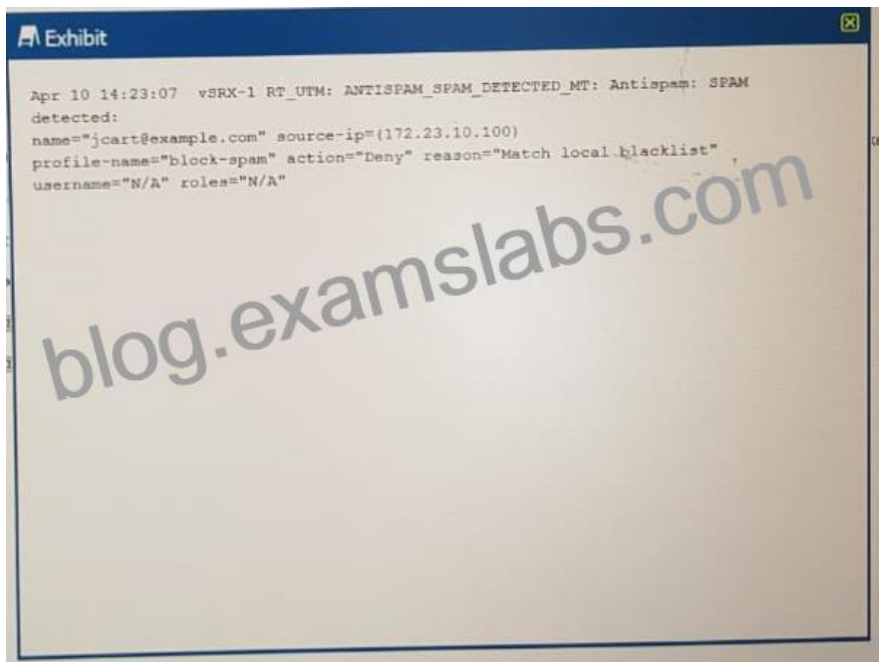 Exhibit
Apr 10 14:23:07 vSRX-1 RT_UTM: ANTISPAM_SPAM_DETECTED_MT: Antispam: SPAM
detected:
name="jcart@example.com" source-ip=(172.23.10.100)
profile-name="block-spam" action="Deny" reason="Match local blacklist"
username="N/A" roles="N/A"
blog.examslabs.com